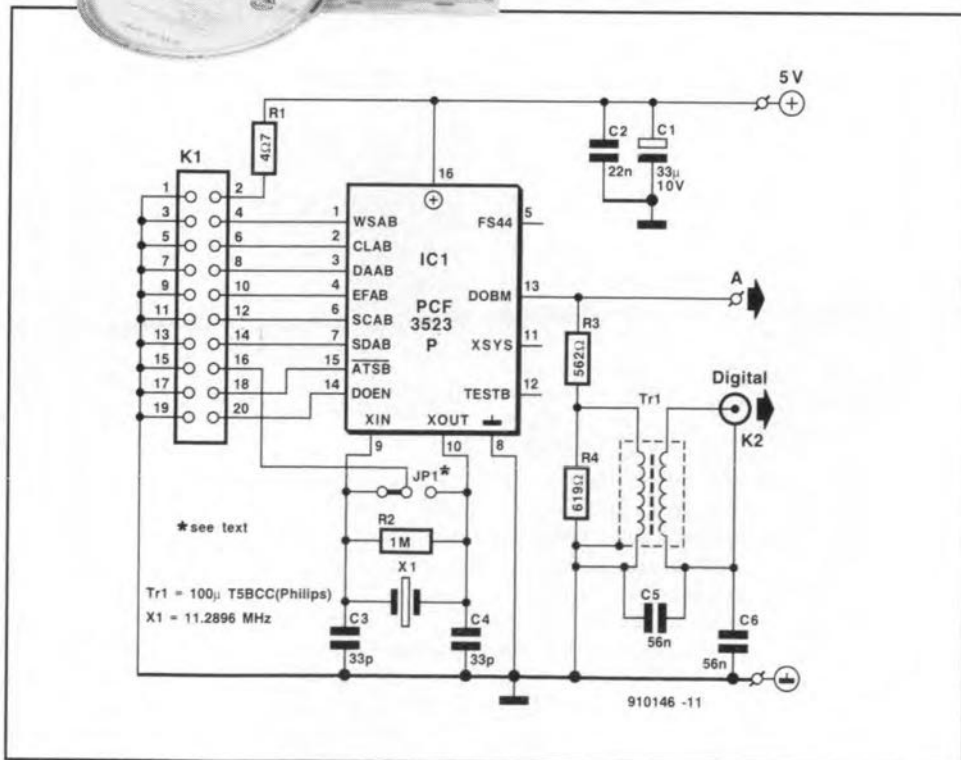 5 V
R1
4Ω7
K1
C2
22n
C1
33μ
10V
16
1
2
3
4
5
6
7
8
9
10
11
12
13
14
15
16
17
18
19
20
1
WSAB
2
CLAB
3
DAAB
4
EFAB
6
SCAB
7
SDAB
15
ATSB
14
DOEN
IC1
PCF
3523
P
FS44
5
DOBM
13
XSYS
11
TESTB
12
XIN
XOUT
9
10
8
A
R3
562Ω
R4
619Ω
Tr1
Digital
K2
JP1*
R2
1M
X1
C3
33p
C4
33p
C5
56n
C6
56n
*see text
Tr1 = 100μ T5BCC(Philips)
X1 = 11.2896 MHz
910146 -11